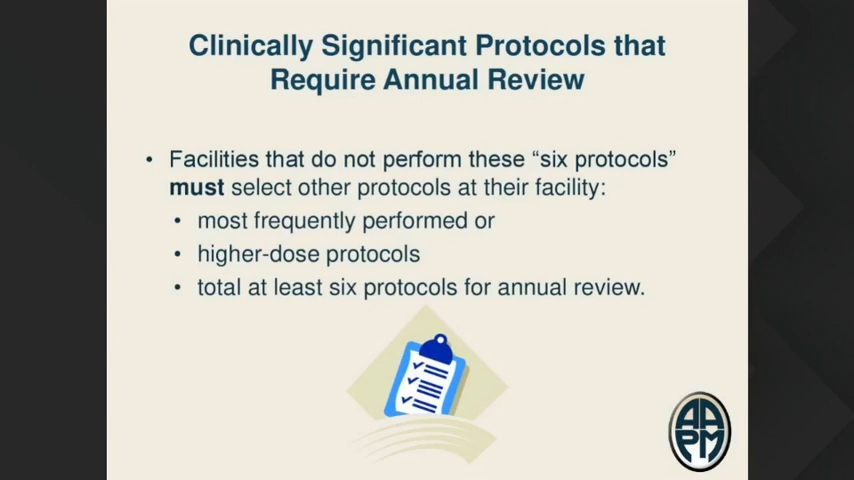 Clinically Significant Protocols that
Require Annual Review
• Facilities that do not perform these “six protocols”
must select other protocols at their facility:
• most frequently performed or
• higher-dose protocols
• total at least six protocols for annual review.
AAPM